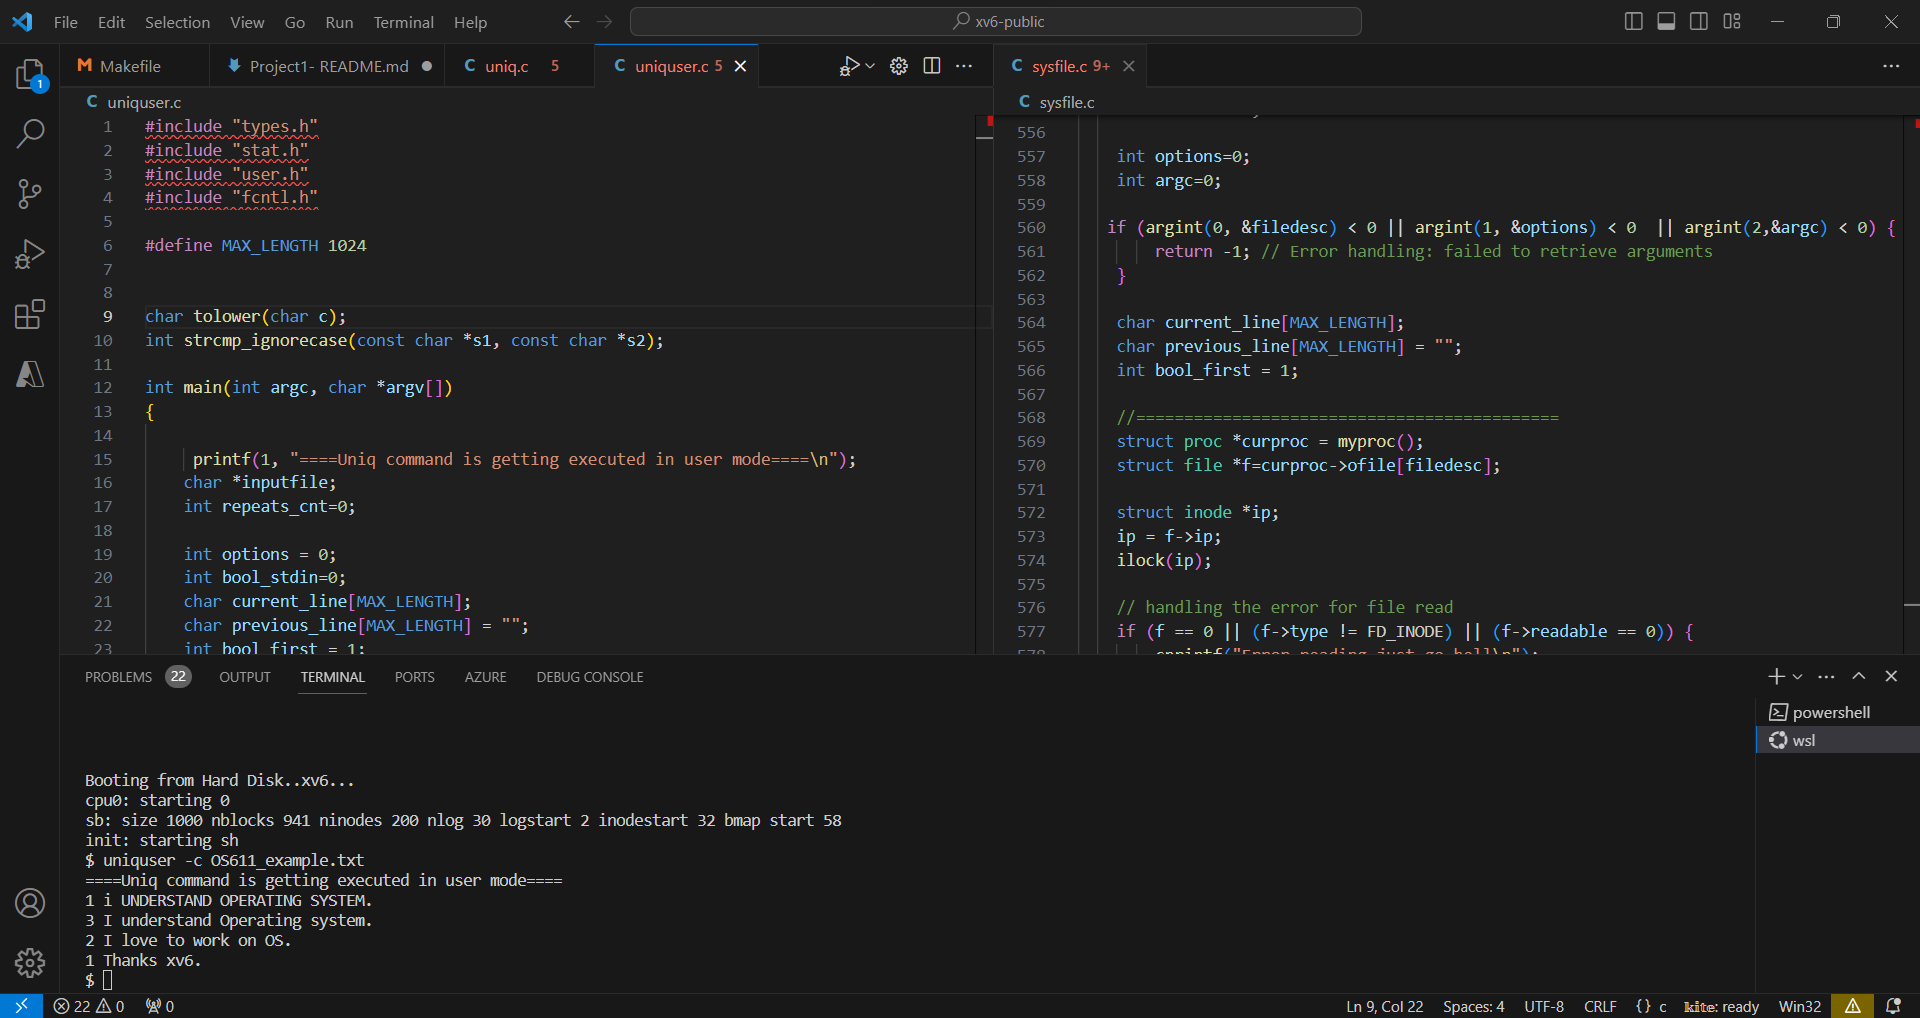 File Edit Selection View Go Run Terminal Help xv6-public
Makefile Project1- README.md uniq.c 5 uniquser.c 5
uniquser.c
1 #include "types.h"
2 #include "stat.h"
3 #include "user.h"
4 #include "fcntl.h"
5
6 #define MAX_LENGTH 1024
7
8
9 char tolower(char c);
10 int strcmp_ignorecase(const char *s1, const char *s2);
11
12 int main(int argc, char *argv[])
13 {
14
15 printf(1, "====Uniq command is getting executed in user mode====\n");
16 char *inputfile;
17 int repeats_cnt=0;
18
19 int options = 0;
20 int bool_stdin=0;
21 char current_line[MAX_LENGTH];
22 char previous_line[MAX_LENGTH] = "";
23 int bool_first = 1;
sysfile.c 9+
sysfile.c
556
557 int options=0;
558 int argc=0;
559
560 if (argint(0, &filedesc) < 0 || argint(1, &options) < 0 || argint(2,&argc) < 0) {
561 return -1; // Error handling: failed to retrieve arguments
562 }
563
564 char current_line[MAX_LENGTH];
565 char previous_line[MAX_LENGTH] = "";
566 int bool_first = 1;
567
568 //============================================
569 struct proc *curproc = myproc();
570 struct file *f=curproc->ofile[filedesc];
571
572 struct inode *ip;
573 ip = f->ip;
574 ilock(ip);
575
576 // handling the error for file read
577 if (f == 0 || (f->type != FD_INODE) || (f->readable == 0)) {
578
PROBLEMS 22 OUTPUT TERMINAL PORTS AZURE DEBUG CONSOLE
powershell
wsl
Booting from Hard Disk..xv6...
cpu0: starting 0
sb: size 1000 nblocks 941 ninodes 200 nlog 30 logstart 2 inodestart 32 bmap start 58
init: starting sh
$ uniquser -c OS611_example.txt
====Uniq command is getting executed in user mode====
1 i UNDERSTAND OPERATING SYSTEM.
3 I understand Operating system.
2 I love to work on OS.
1 Thanks xv6.
$
22 0 0 Ln 9, Col 22 Spaces: 4 UTF-8 CRLF {} C kite: ready Win32